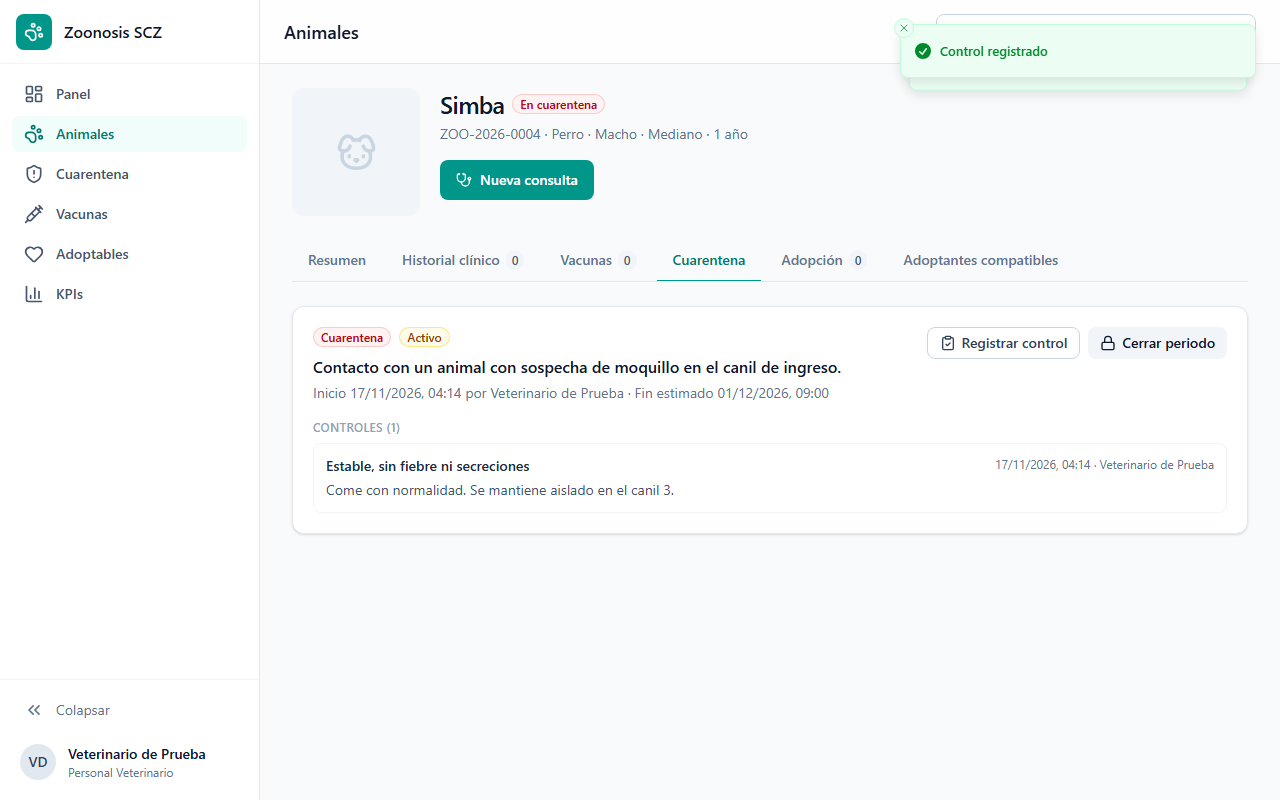 Zoonosis SCZ
Panel
Animales
Cuarentena
Vacunas
Adoptables
KPIs
Colapsar
VD
Veterinario de Prueba
Personal Veterinario
Animales
Control registrado
Simba En cuarentena
ZOO-2026-0004 · Perro · Macho · Mediano · 1 año
Nueva consulta
Resumen Historial clínico 0 Vacunas 0 Cuarentena Adopción 0 Adoptantes compatibles
Cuarentena Activo
Registrar control Cerrar periodo
Contacto con un animal con sospecha de moquillo en el canil de ingreso.
Inicio 17/11/2026, 04:14 por Veterinario de Prueba · Fin estimado 01/12/2026, 09:00
CONTROLES (1)
Estable, sin fiebre ni secreciones 17/11/2026, 04:14 · Veterinario de Prueba
Come con normalidad. Se mantiene aislado en el canil 3.